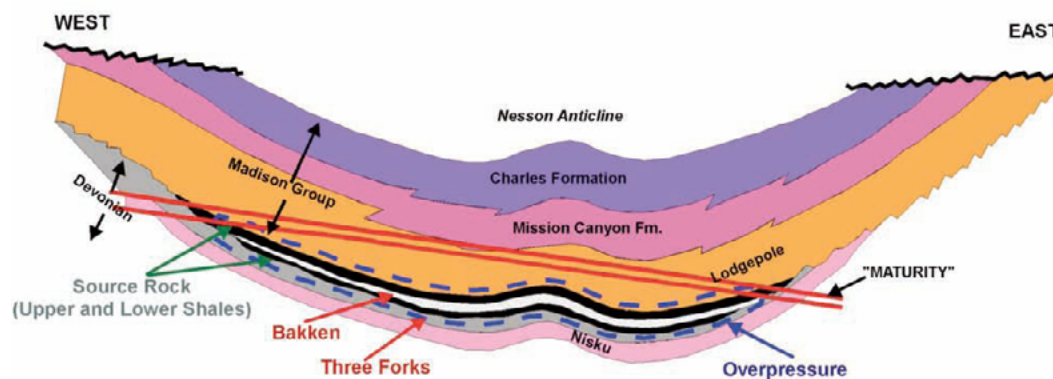 WEST
EAST
Nesson Anticline
Madison Group
Charles Formation
Devonian
Mission Canyon Fm.
Lodgepole
"MATURITY"
Source Rock
(Upper and Lower Shales)
Bakken
Nisku
Three Forks
Overpressure